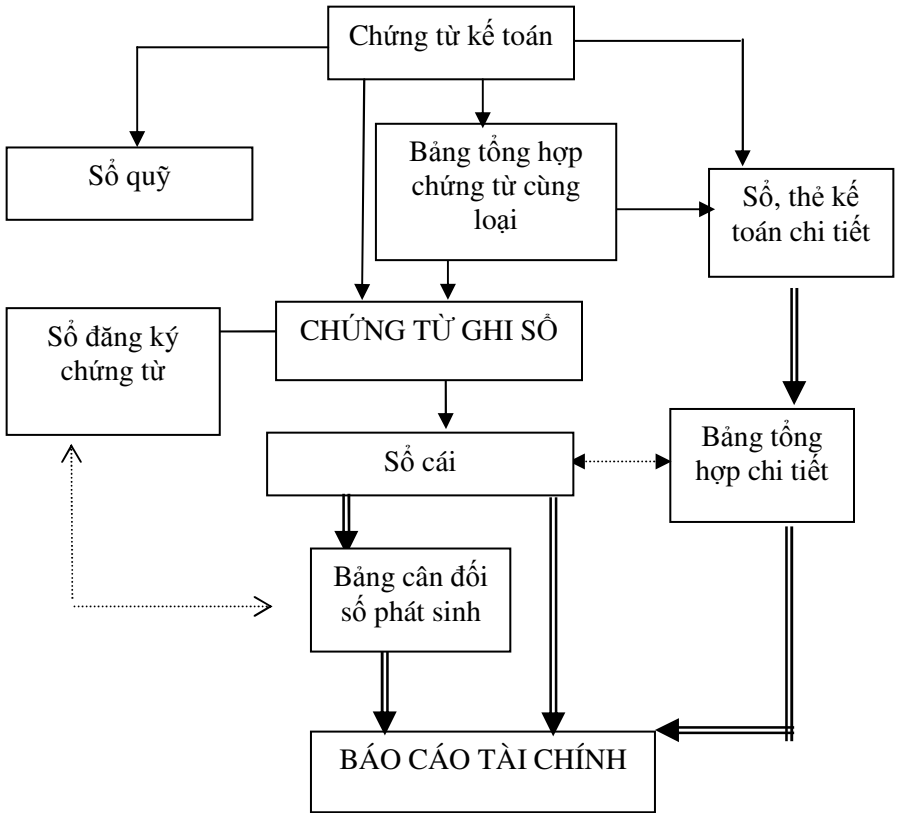 Chứng từ kế toán
Sổ quỹ
Bảng tổng hợp
chứng từ cùng
loại
Sổ, thẻ kế
toán chi tiết
Sổ đăng ký
chứng từ
CHỨNG TỪ GHI SỔ
Sổ cái
Bảng tổng
hợp chi tiết
Bảng cân đối
số phát sinh
BÁO CÁO TÀI CHÍNH